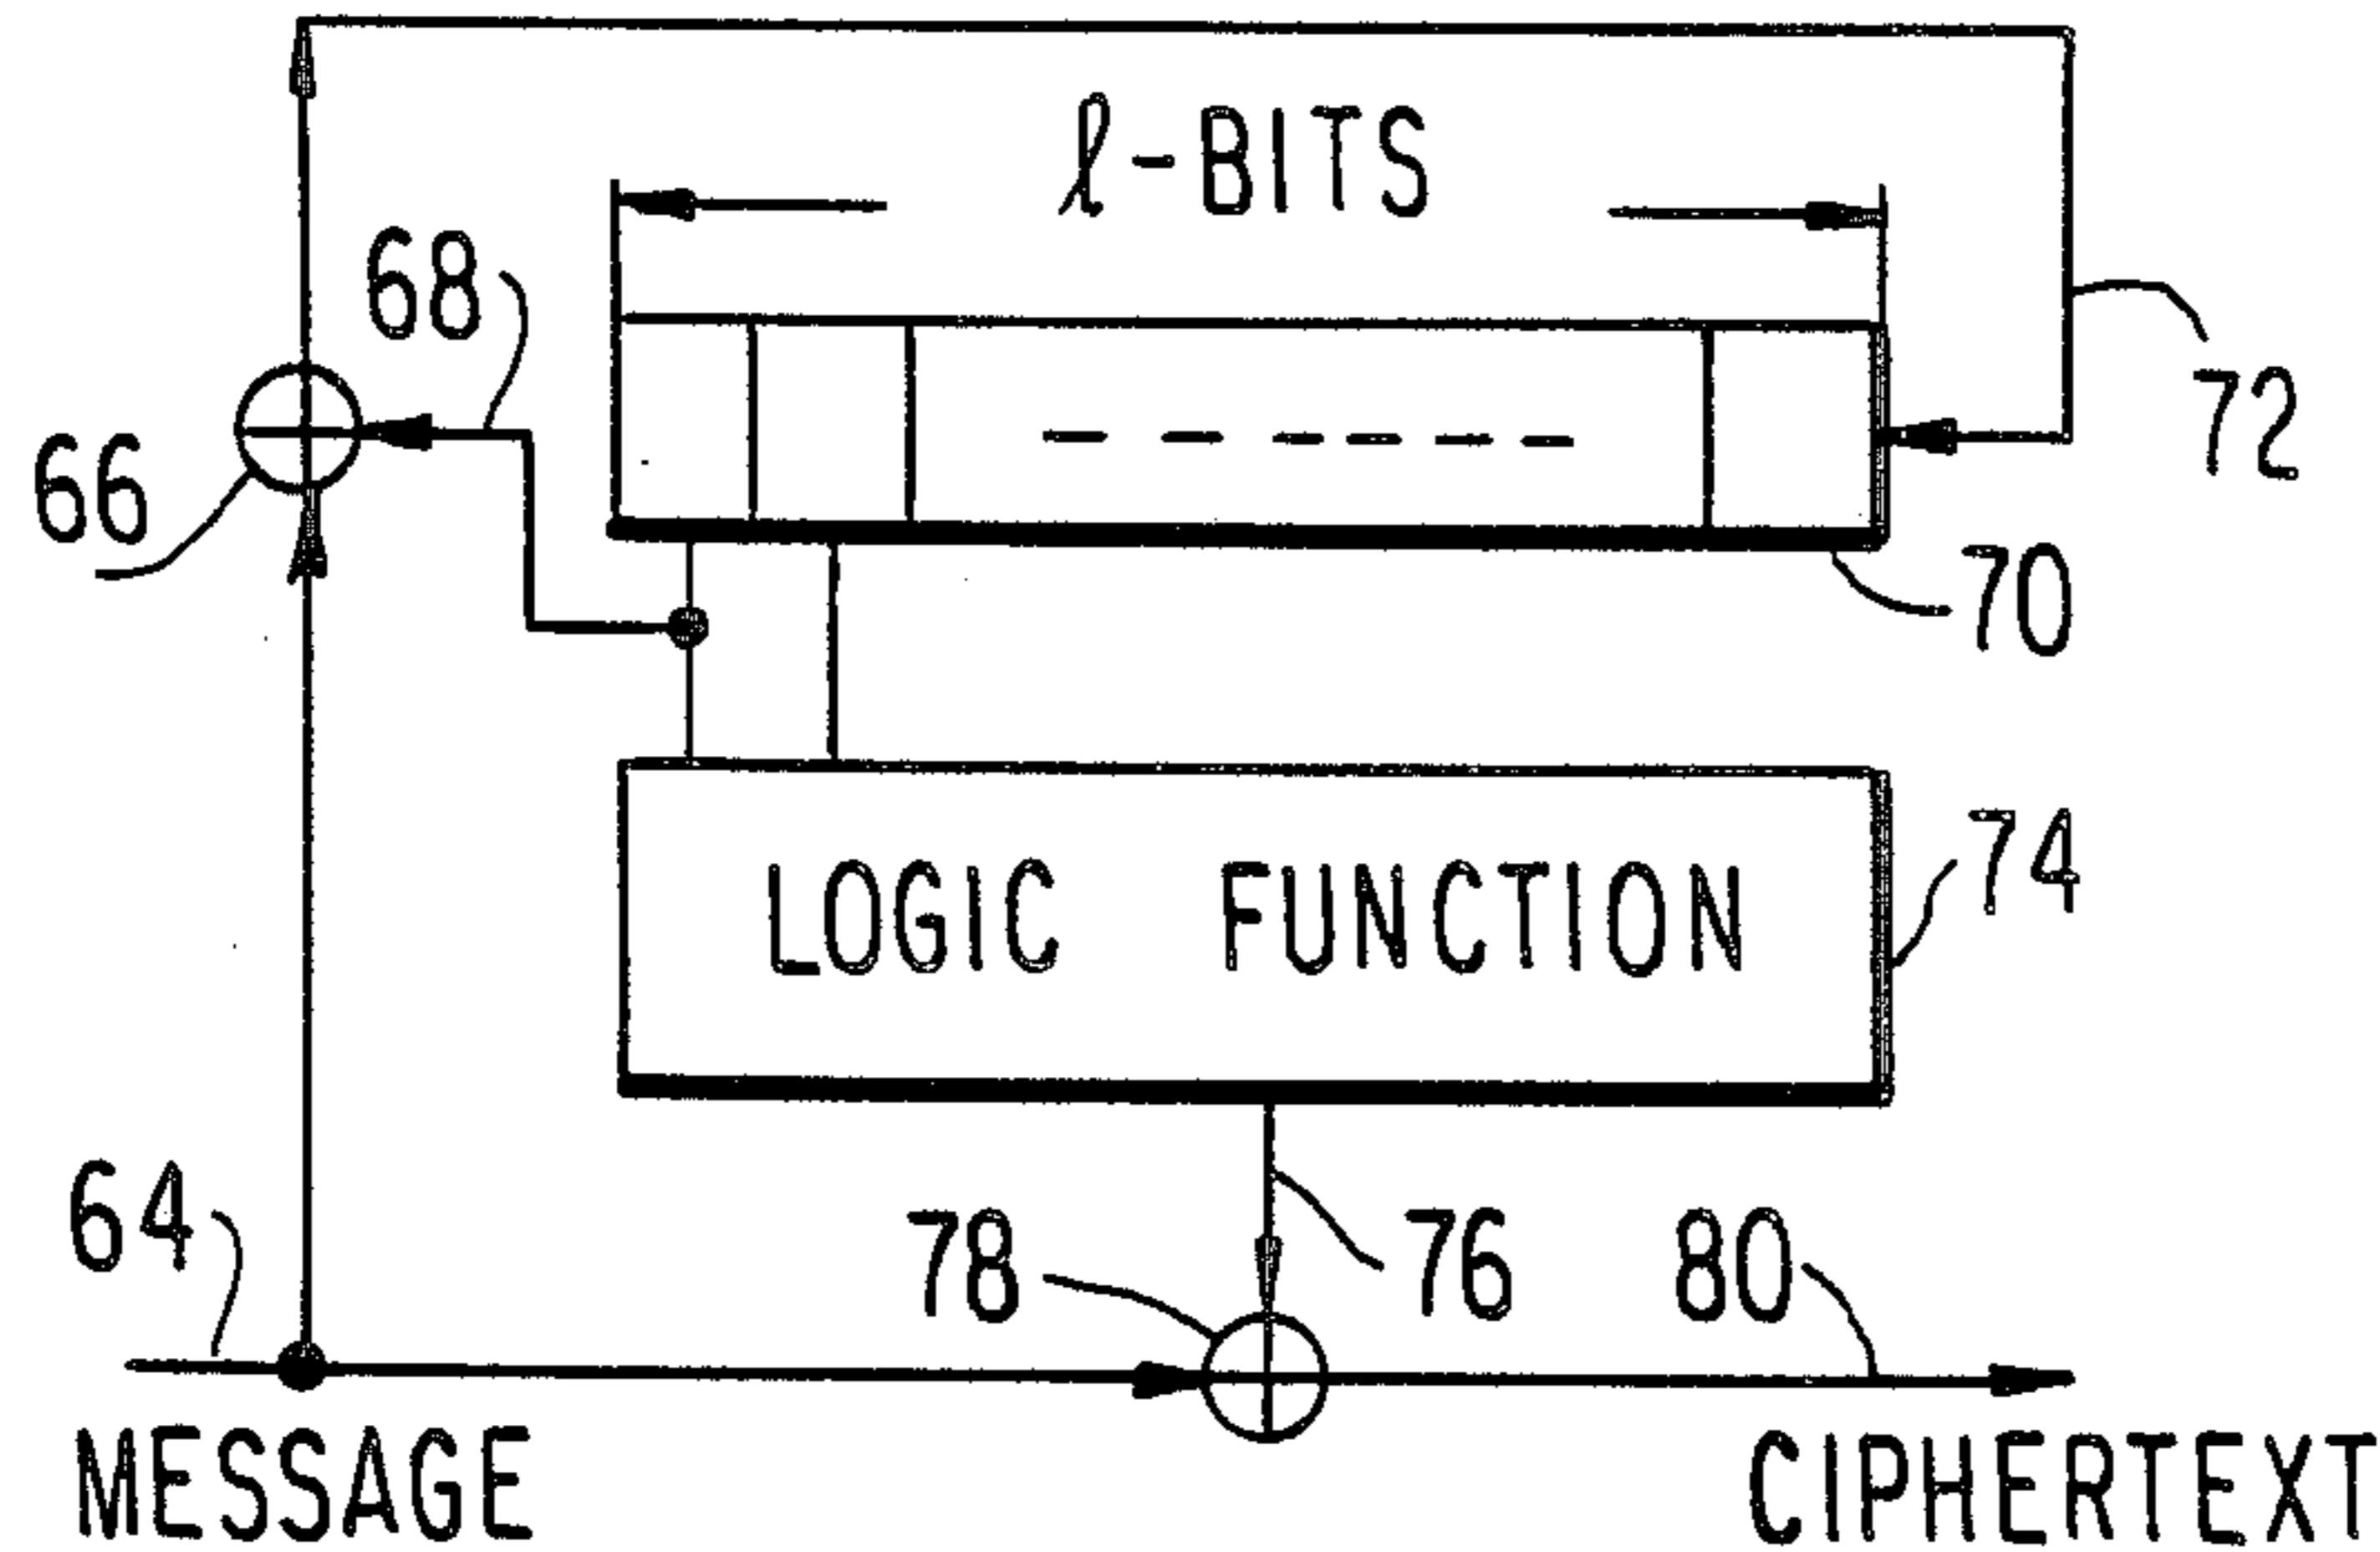 ℓ-BITS
68
66
72
70
LOGIC FUNCTION
74
64
78
76
80
MESSAGE
CIPHERTEXT